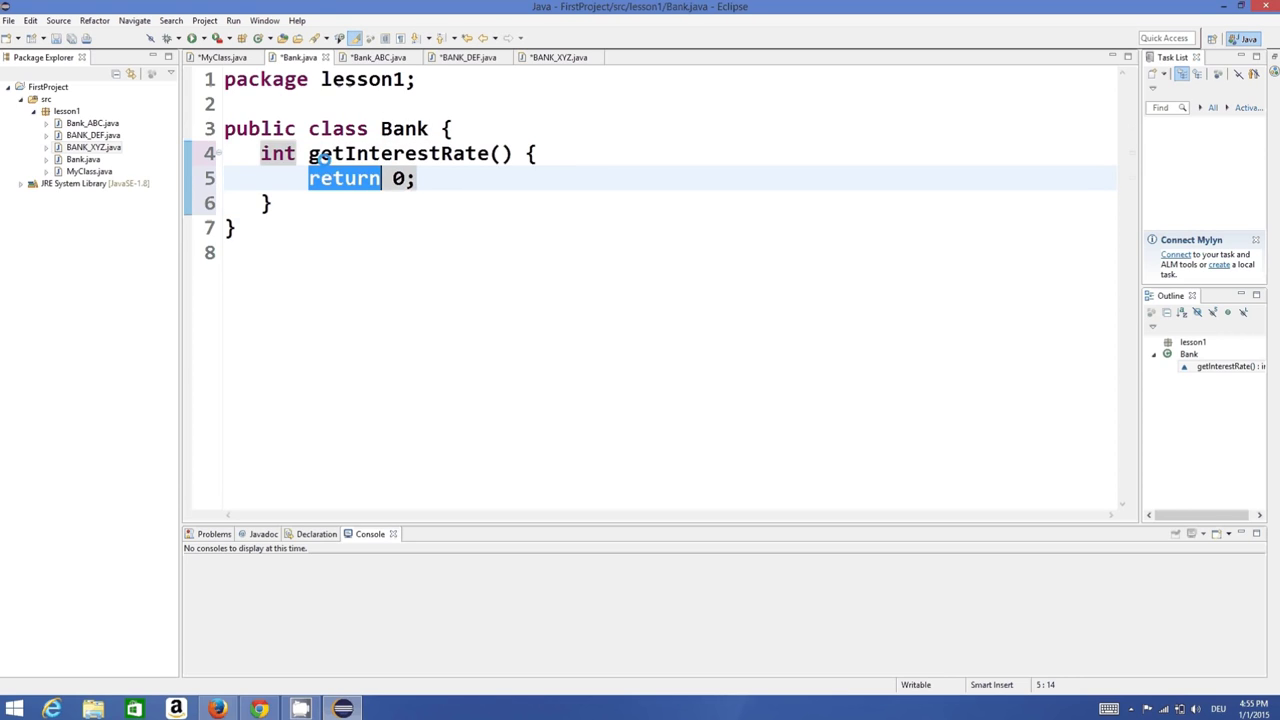 Java - FirstProject/src/lesson1/Bank.java - Eclipse
File Edit Source Refactor Navigate Search Project Run Window Help
Quick Access Java
Package Explorer
*MyClass.java *Bank.java *Bank_ABC.java *BANK_DEF.java *BANK_XYZ.java
Task List
FirstProject
src
lesson1
Bank_ABC.java
BANK_DEF.java
BANK_XYZ.java
Bank.java
MyClass.java
JRE System Library [JavaSE-1.8]
1 package lesson1;
2
3 public class Bank {
4 int getInterestRate() {
5 return 0;
6 }
7 }
8
Find All Activa...
Connect Mylyn
Connect to your task and
ALM tools or create a local
task.
Outline
lesson1
Bank
getInterestRate() : in
Problems Javadoc Declaration Console
No consoles to display at this time.
Writable Smart Insert 5 : 14
DEU 4:55 PM
1/1/2015